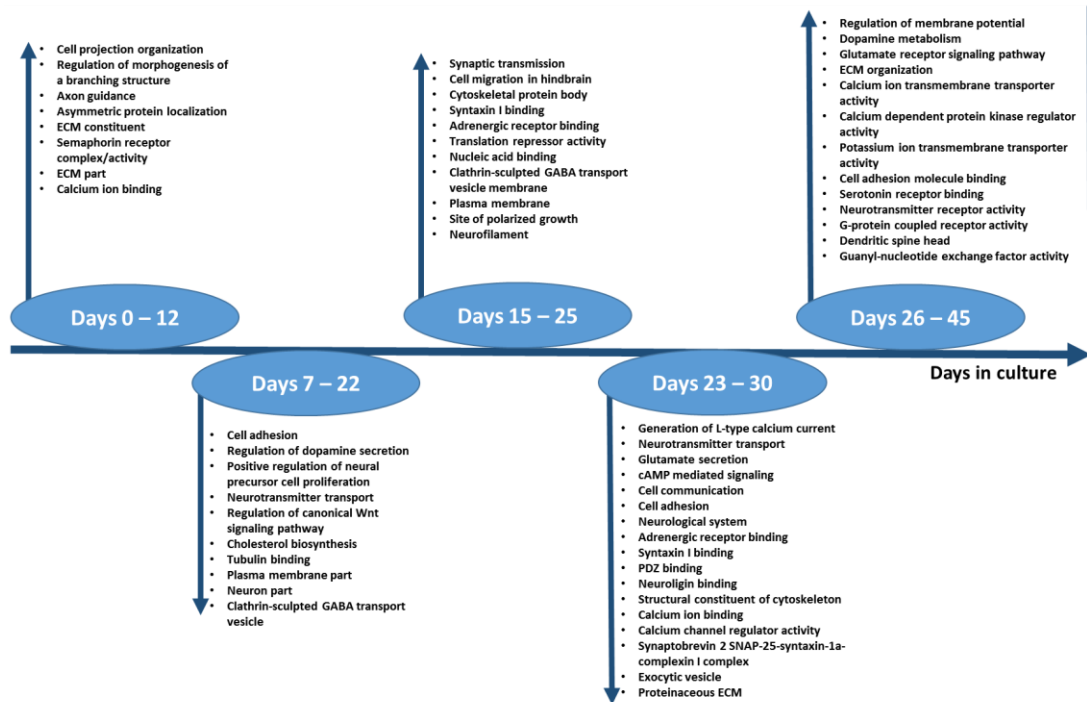 • Cell projection organization
• Regulation of morphogenesis of
a branching structure
• Axon guidance
• Asymmetric protein localization
• ECM constituent
• Semaphorin receptor
complex/activity
• ECM part
• Calcium ion binding
• Synaptic transmission
• Cell migration in hindbrain
• Cytoskeletal protein body
• Syntaxin I binding
• Adrenergic receptor binding
• Translation repressor activity
• Nucleic acid binding
• Clathrin-sculpted GABA transport
vesicle membrane
• Plasma membrane
• Site of polarized growth
• Neurofilament
• Regulation of membrane potential
• Dopamine metabolism
• Glutamate receptor signaling pathway
• ECM organization
• Calcium ion transmembrane transporter
activity
• Calcium dependent protein kinase regulator
activity
• Potassium ion transmembrane transporter
activity
• Cell adhesion molecule binding
• Serotonin receptor binding
• Neurotransmitter receptor activity
• G-protein coupled receptor activity
• Dendritic spine head
• Guanyl-nucleotide exchange factor activity
Days 0 – 12
Days 15 – 25
Days 26 – 45
Days 7 – 22
Days 23 – 30
Days in culture
• Cell adhesion
• Regulation of dopamine secretion
• Positive regulation of neural
precursor cell proliferation
• Neurotransmitter transport
• Regulation of canonical Wnt
signaling pathway
• Cholesterol biosynthesis
• Tubulin binding
• Plasma membrane part
• Neuron part
• Clathrin-sculpted GABA transport
vesicle
• Generation of L-type calcium current
• Neurotransmitter transport
• Glutamate secretion
• cAMP mediated signaling
• Cell communication
• Cell adhesion
• Neurological system
• Adrenergic receptor binding
• Syntaxin I binding
• PDZ binding
• Neuroligin binding
• Structural constituent of cytoskeleton
• Calcium ion binding
• Calcium channel regulator activity
• Synaptobrevin 2 SNAP-25-syntaxin-1a-
complexin I complex
• Exocytic vesicle
• Proteinaceous ECM